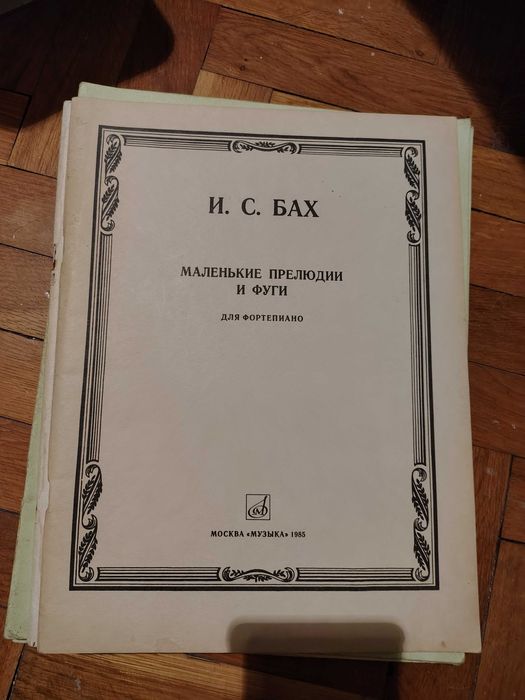 И. С. БАХ
МАЛЕНЬКИЕ ПРЕЛЮДИИ
И ФУГИ
ДЛЯ ФОРТЕПИАНО
МОСКВА «МУЗЫКА» 1985